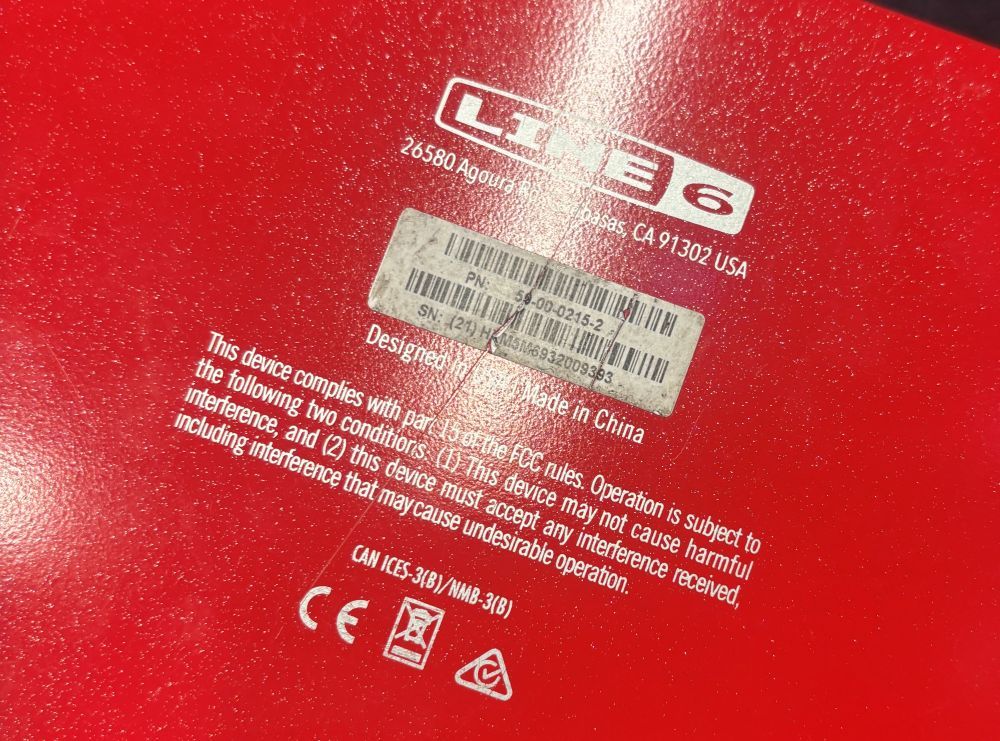 LINE 6
26580 Agoura CA 91302 USA
PN: 50-00-0215-2
SN: (21)
Designed Made in China
This device complies with part 15 of the FCC rules. Operation is subject to
the following two conditions. (1) This device may not cause harmful
interference, and (2) this device must accept any interference received,
including interference that may cause undesirable operation.
CAN ICES-3(B)/NMB-3(B)
CE